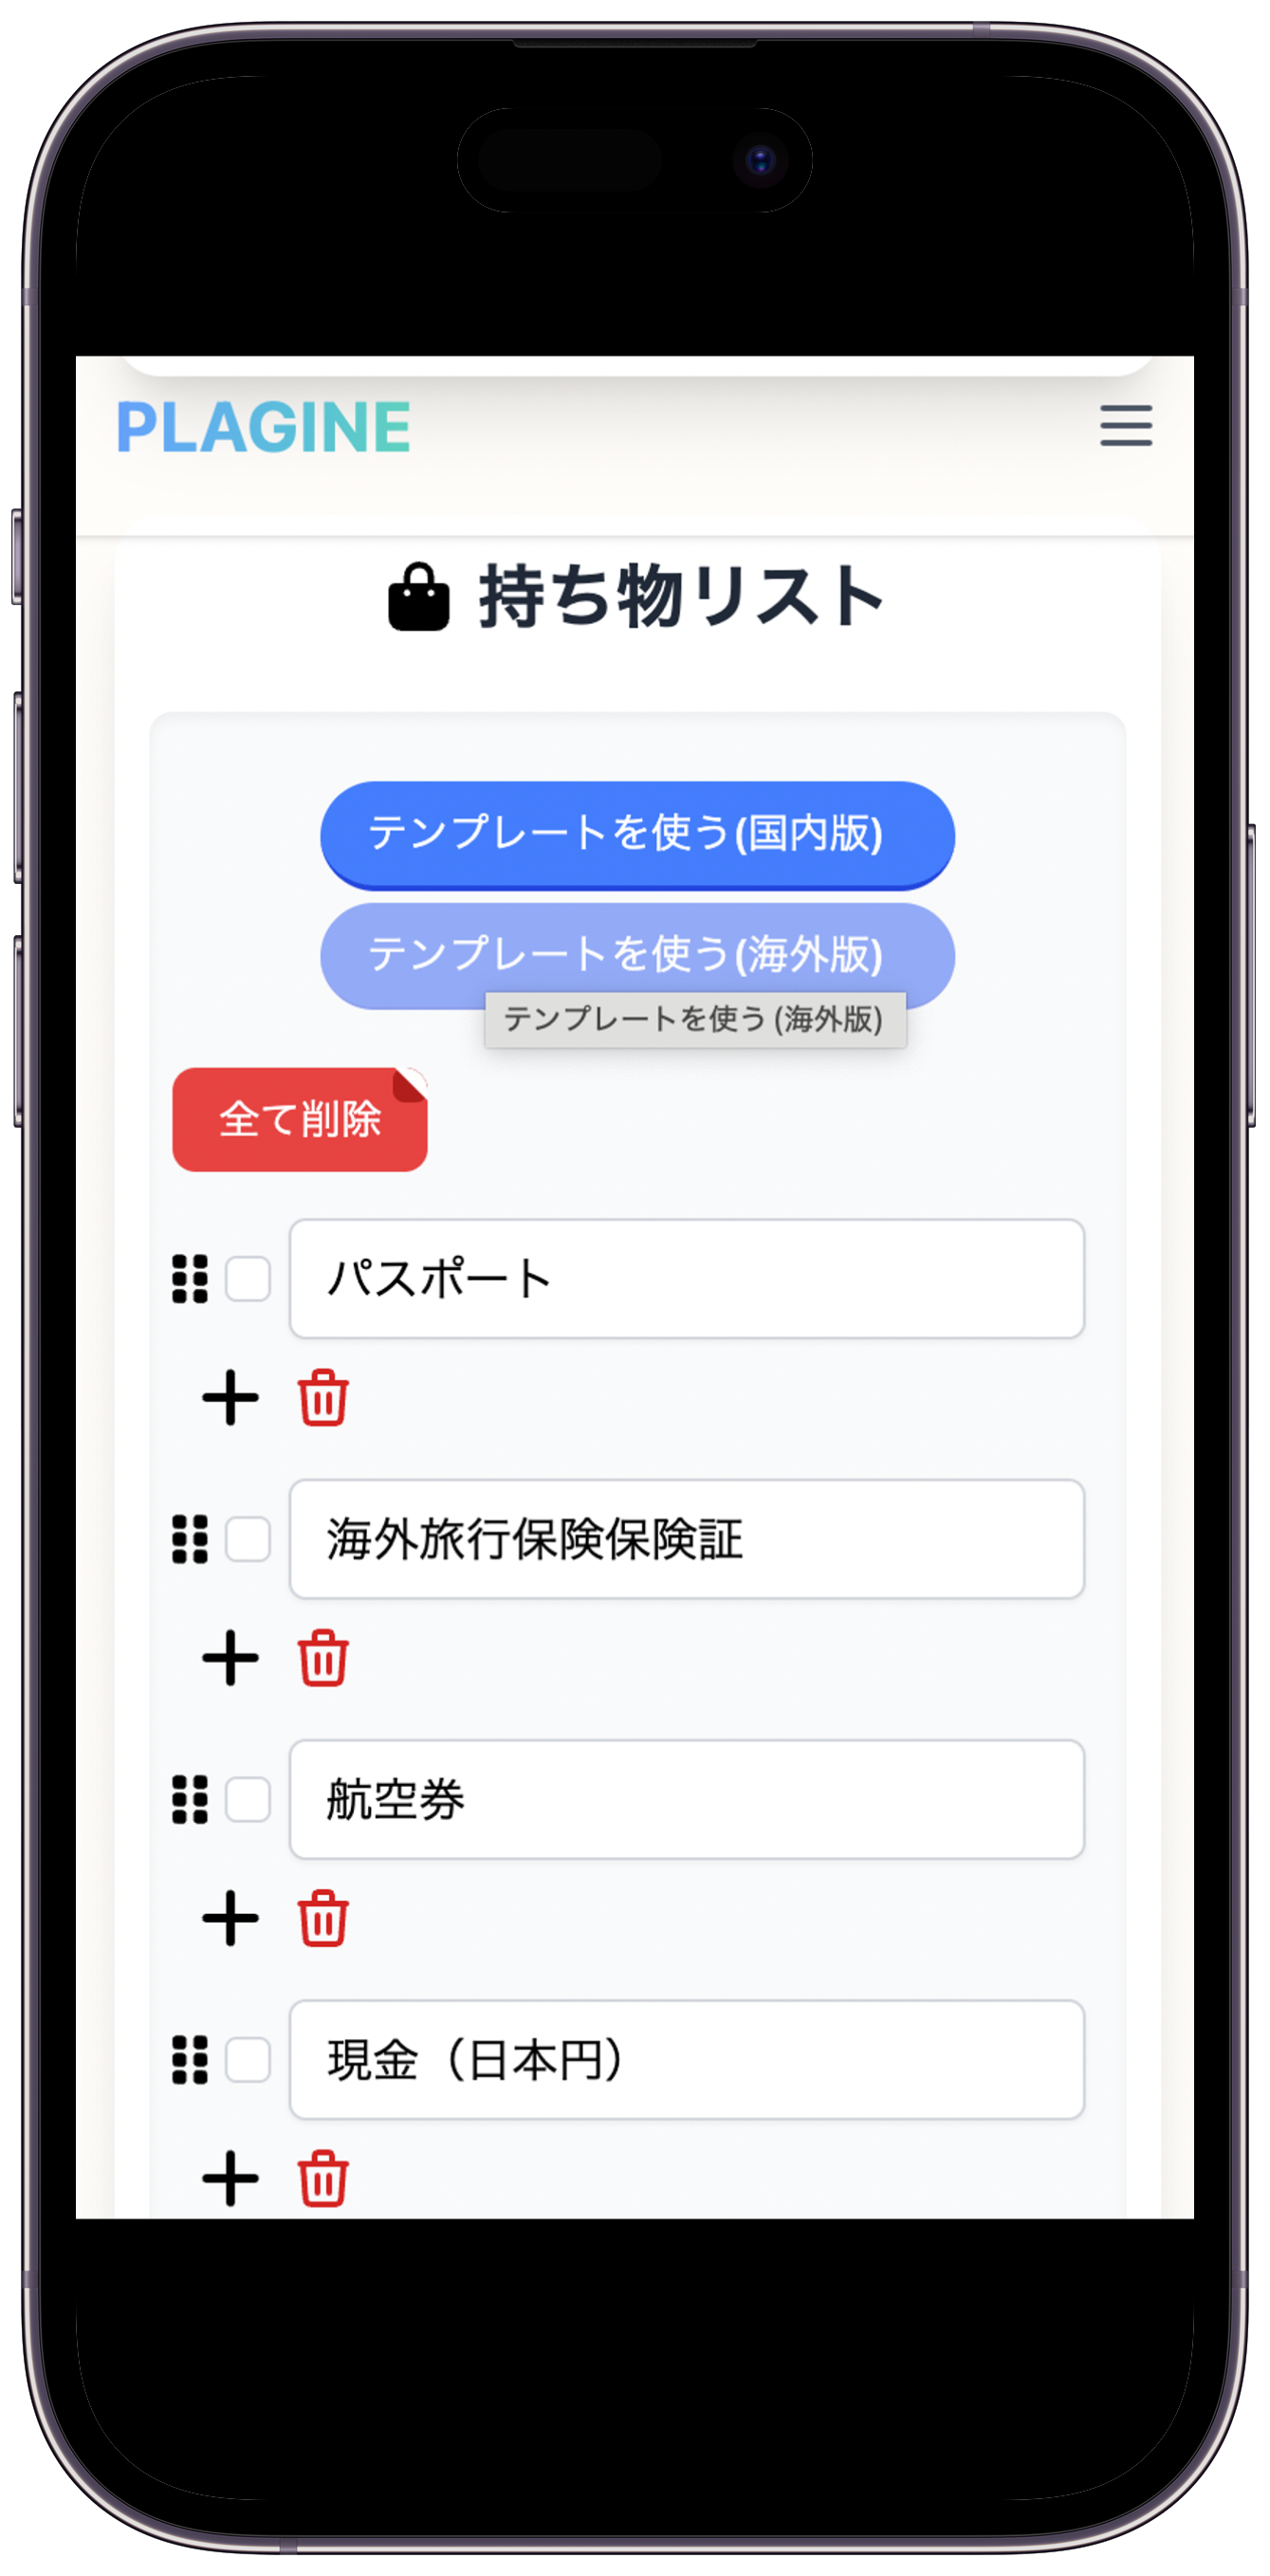 PLAGINE
持ち物リスト
テンプレートを使う(国内版)
テンプレートを使う(海外版)
テンプレートを使う (海外版)
全て削除
パスポート
海外旅行保険保険証
航空券
現金（日本円）